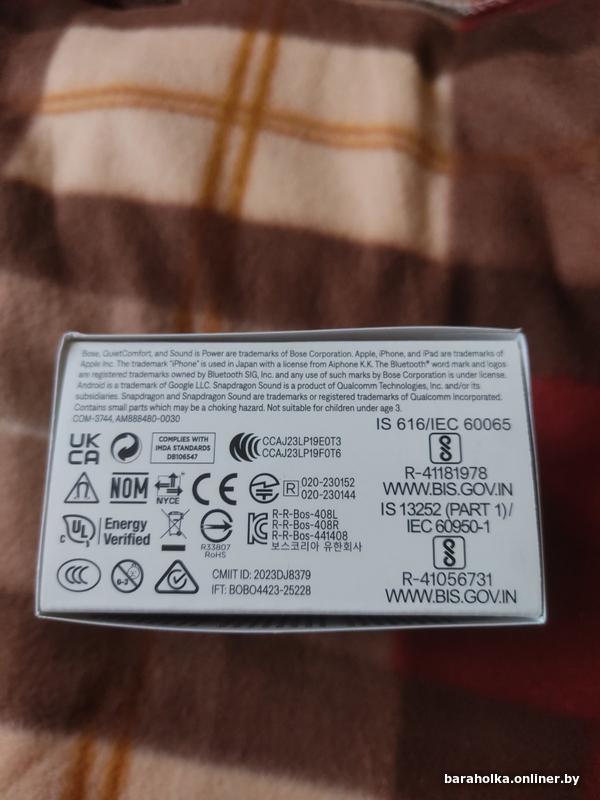 Bose, QuietComfort, and Sound is Power are trademarks of Bose Corporation. Apple, iPhone, and iPad are trademarks of
Apple Inc. The trademark "iPhone" is used in Japan with a license from Aiphone K.K. The Bluetooth® word mark and logos
are registered trademarks owned by Bluetooth SIG, Inc. and any use of such marks by Bose Corporation is under license.
Android is a trademark of Google LLC. Snapdragon Sound is a product of Qualcomm Technologies, Inc. and/or its
subsidiaries. Snapdragon and Snapdragon Sound are trademarks or registered trademarks of Qualcomm Incorporated.
Contains small parts which may be a choking hazard. Not suitable for children under age 3.
COM-3744, AM888480-0030
UK
CA
COMPLIES WITH
IMDA STANDARDS
DB106547
CCAJ23LP19E0T3
CCAJ23LP19F0T6
NOM
NYCE
CE
R
020-230152
020-230144
c UL
Energy
Verified
R33807
RoHS
R-R-Bos-408L
R-R-Bos-408R
R-R-Bos-441408
보스코리아 유한회사
CCC
0-3
2
CMIIT ID: 2023DJ8379
IFT: BOBO4423-25228
IS 616/IEC 60065
R-41181978
WWW.BIS.GOV.IN
IS 13252 (PART 1)/
IEC 60950-1
R-41056731
WWW.BIS.GOV.IN
baraholka.onliner.by